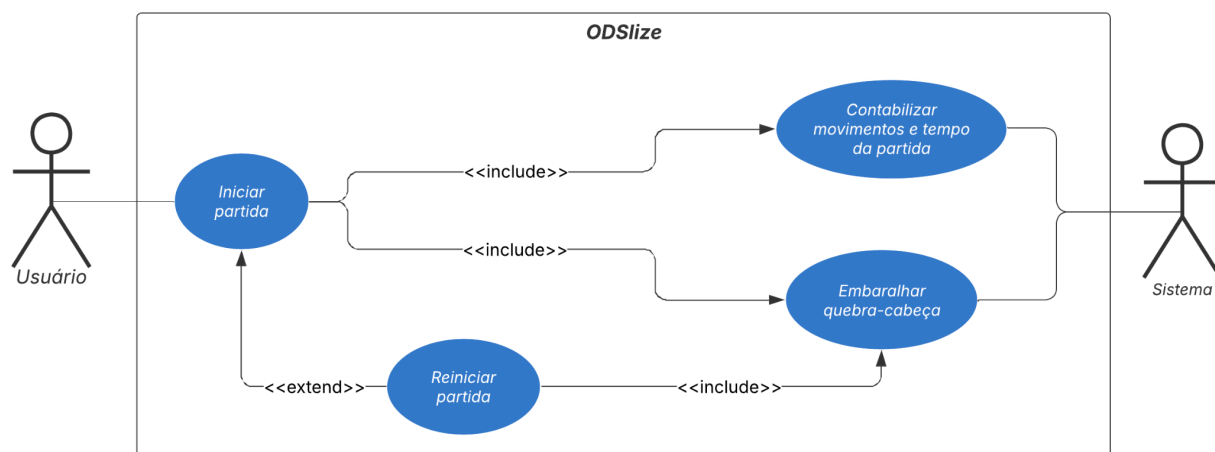 ODSlize
Contabilizar
movimentos e tempo
da partida
<<include>>
Iniciar
partida
<<include>>
Usuário
Embaralhar
quebra-cabeça
Sistema
<<extend>>
Reiniciar
partida
<<include>>